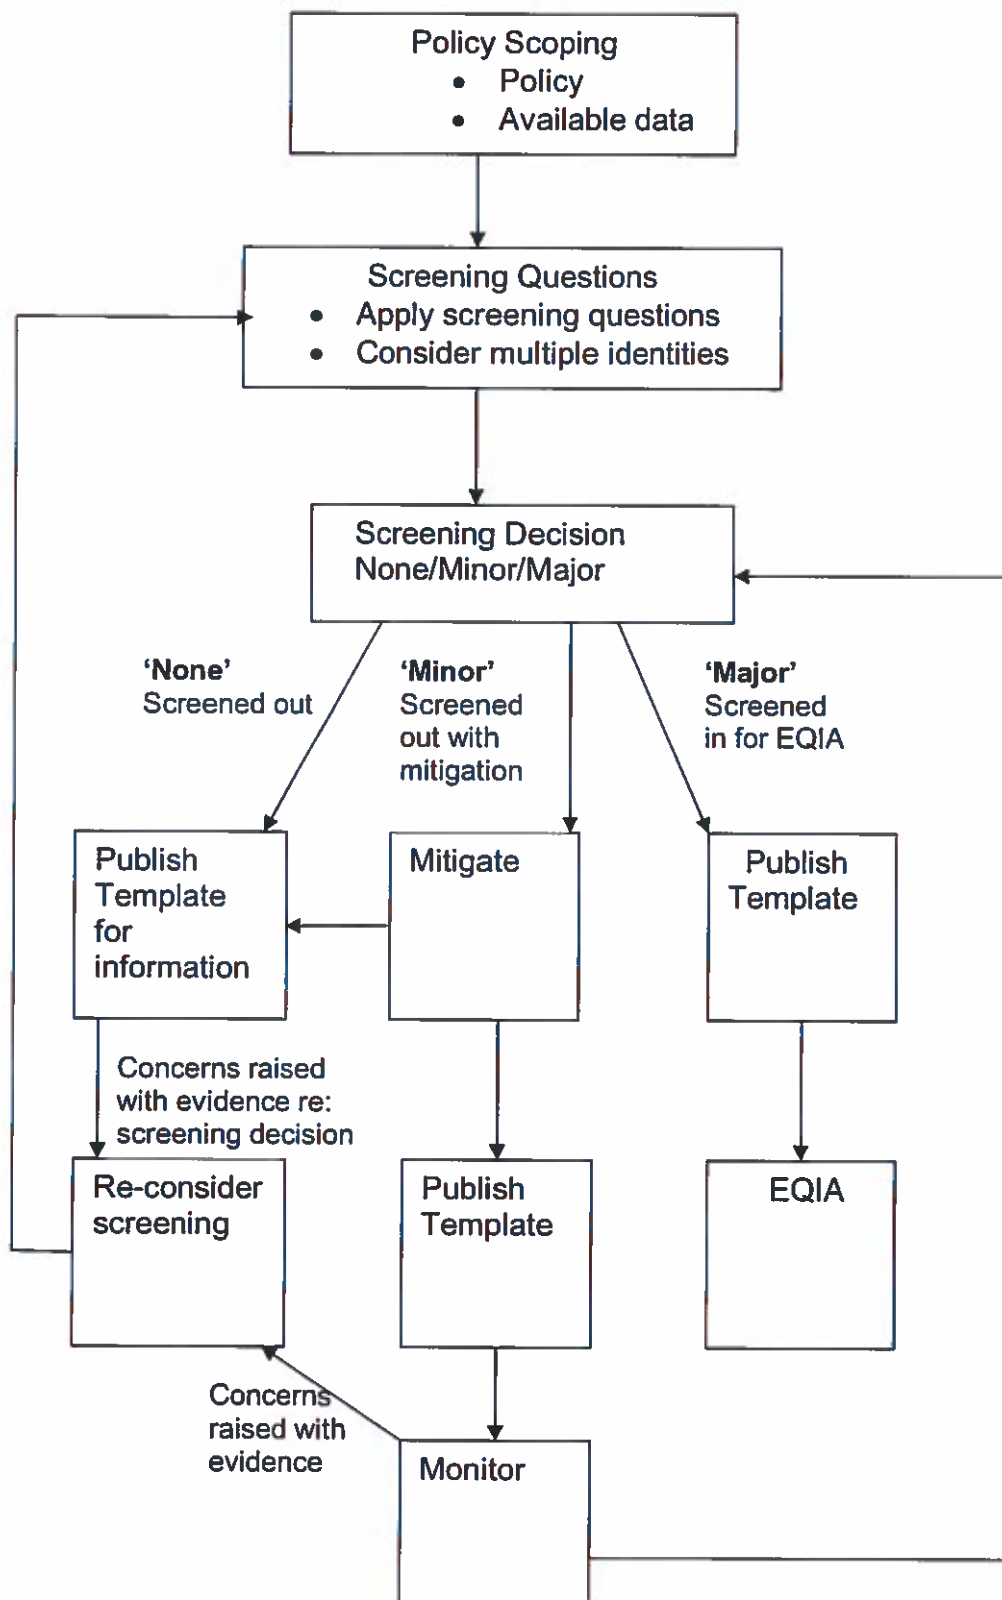 Policy Scoping
• Policy
• Available data
Screening Questions
• Apply screening questions
• Consider multiple identities
Screening Decision
None/Minor/Major
‘None’
Screened out
‘Minor’
Screened
out with
mitigation
‘Major’
Screened
in for EQIA
Publish
Template
for
information
Mitigate
Publish
Template
Concerns raised
with evidence re:
screening decision
Re-consider
screening
Publish
Template
EQIA
Concerns
raised with
evidence
Monitor